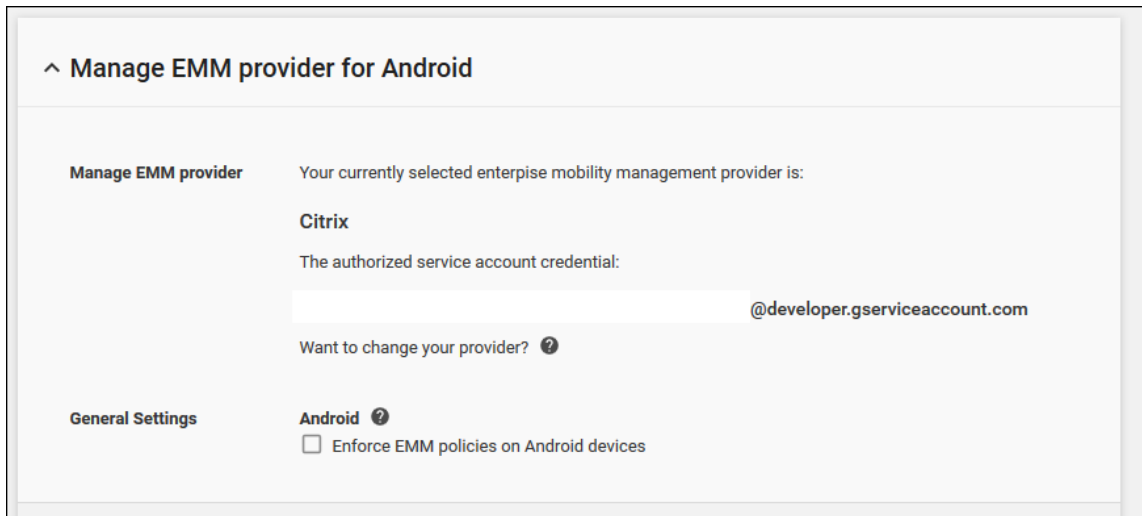 Manage EMM provider for Android
Manage EMM provider
Your currently selected enterpise mobility management provider is:
Citrix
The authorized service account credential:
@developer.gserviceaccount.com
Want to change your provider? ?
General Settings
Android ?
Enforce EMM policies on Android devices